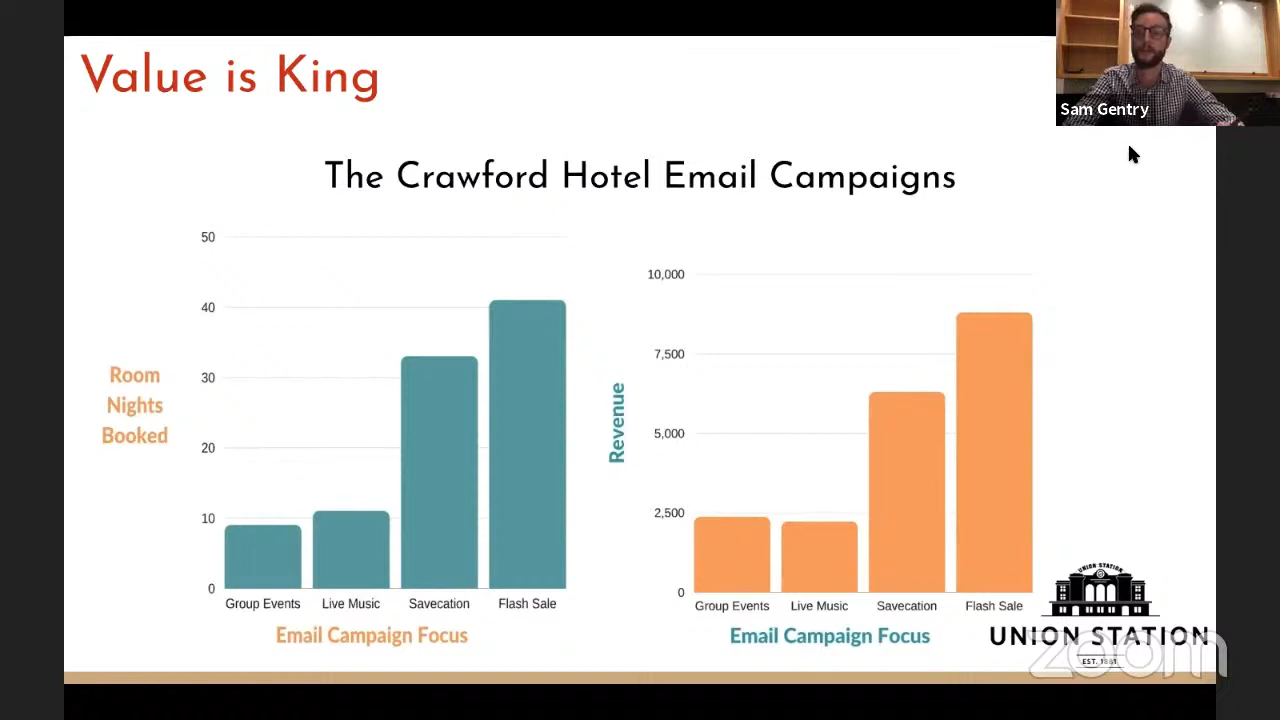 Value is King
Sam Gentry
The Crawford Hotel Email Campaigns
Room
Nights
Booked
50
40
30
20
10
0
Group Events
Live Music
Savecation
Flash Sale
Email Campaign Focus
Revenue
10,000
7,500
5,000
2,500
0
Group Events
Live Music
Savecation
Flash Sale
Email Campaign Focus
UNION STATION
UNION STATION
EST. 1881
zoom